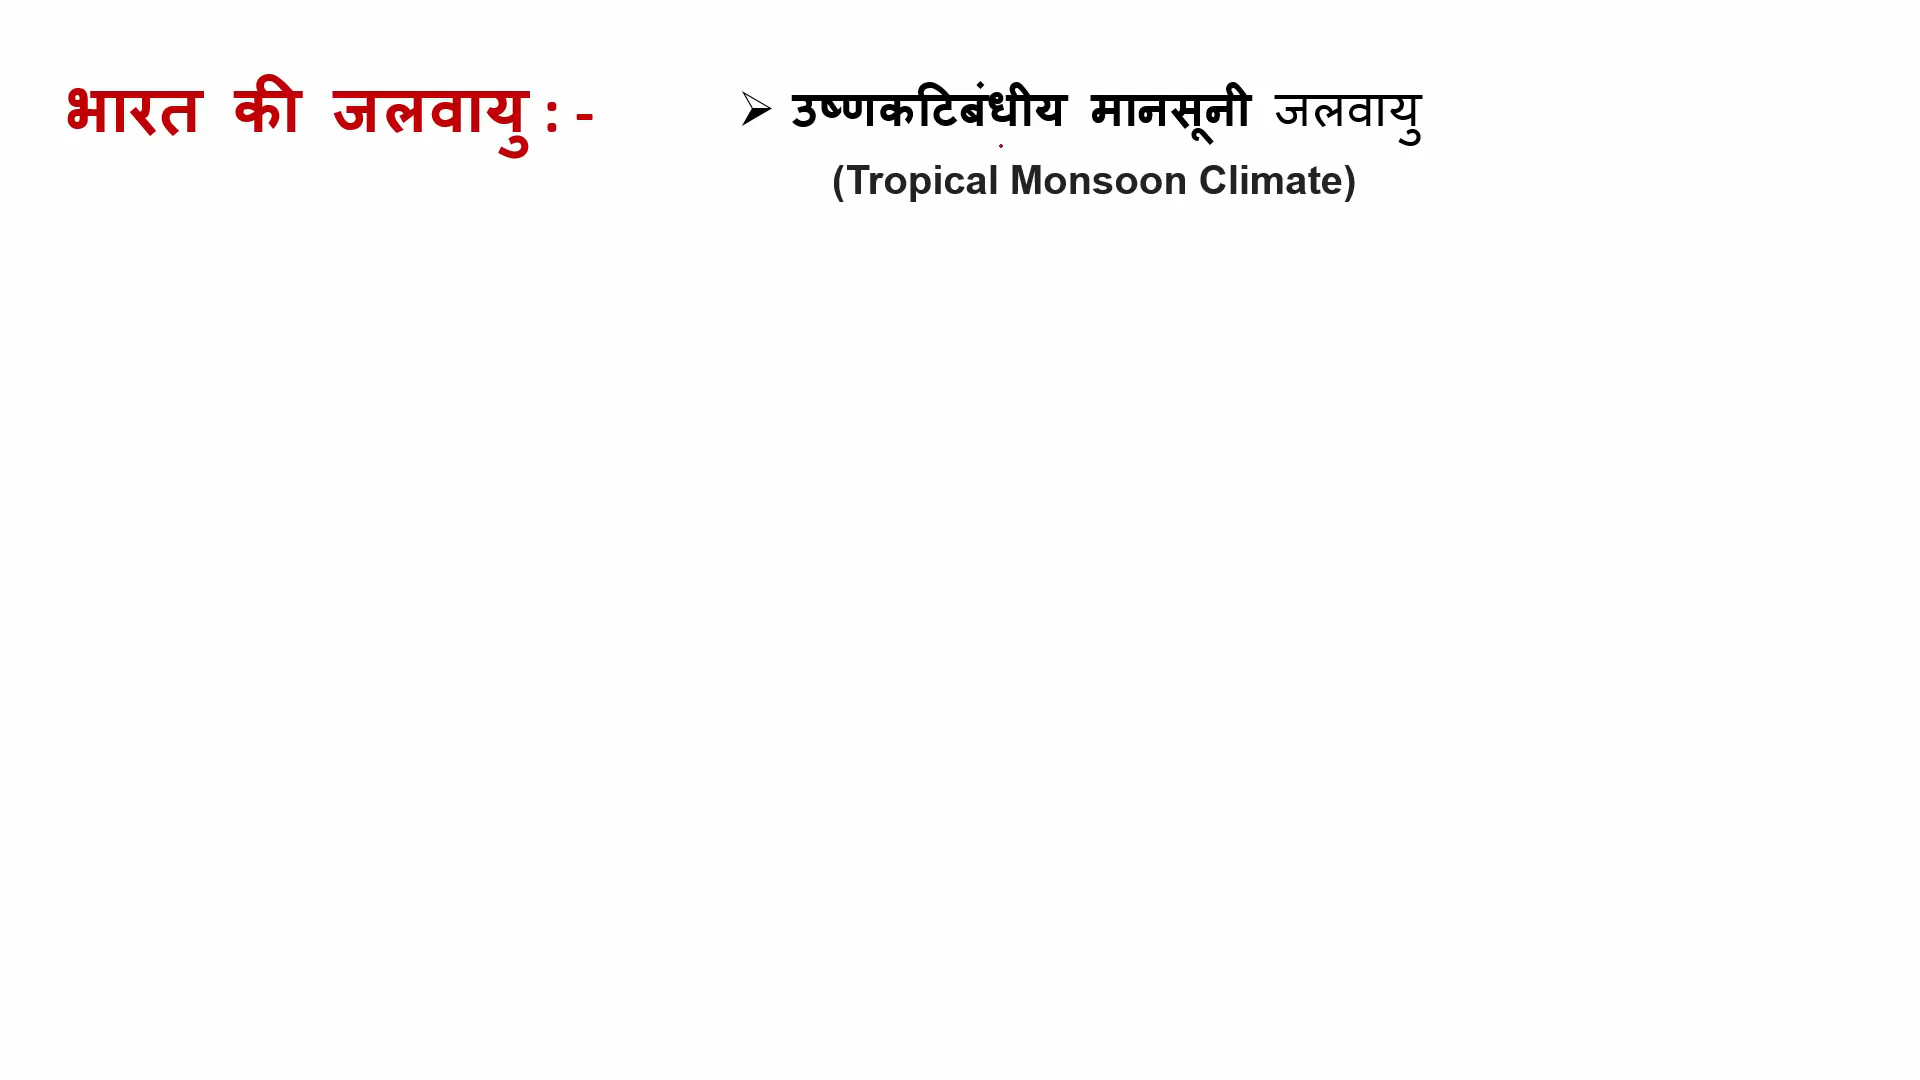 भारत की जलवायु : -
➢ उष्णकटिबंधीय मानसूनी जलवायु
(Tropical Monsoon Climate)